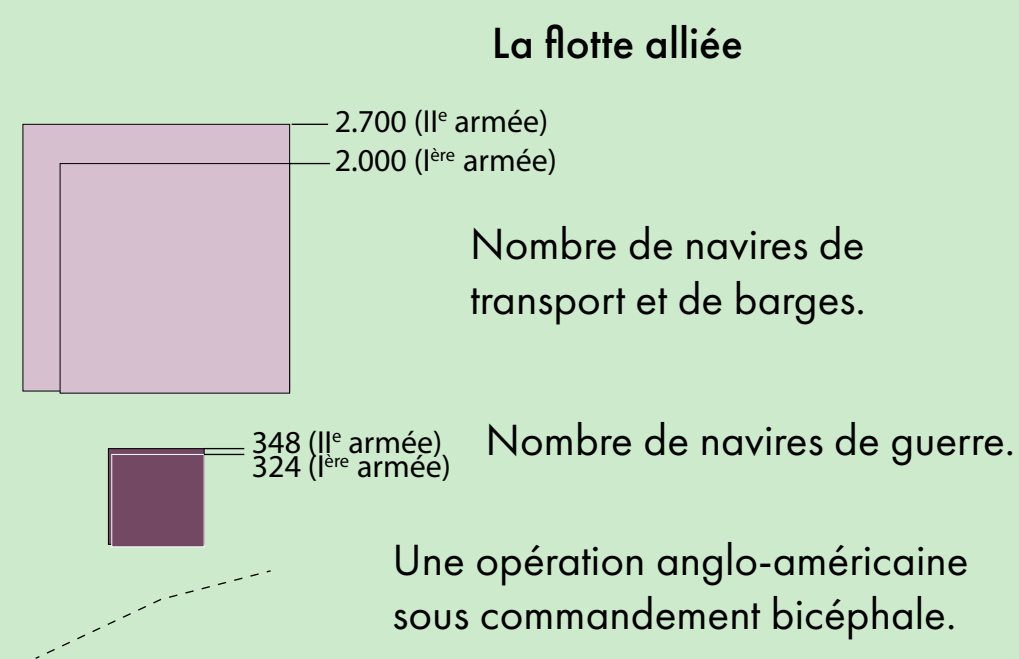 La flotte alliée
2.700 (IIe armée)
2.000 (Ière armée)
Nombre de navires de
transport et de barges.
348 (IIe armée)
324 (Ière armée)
Nombre de navires de guerre.
Une opération anglo-américaine
sous commandement bicéphale.